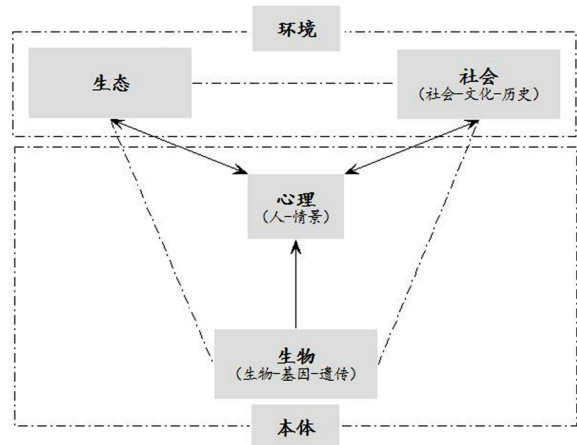 环境
生态
社会
（社会-文化-历史）
心理
（人-情景）
生物
（生物-基因-遗传）
本体